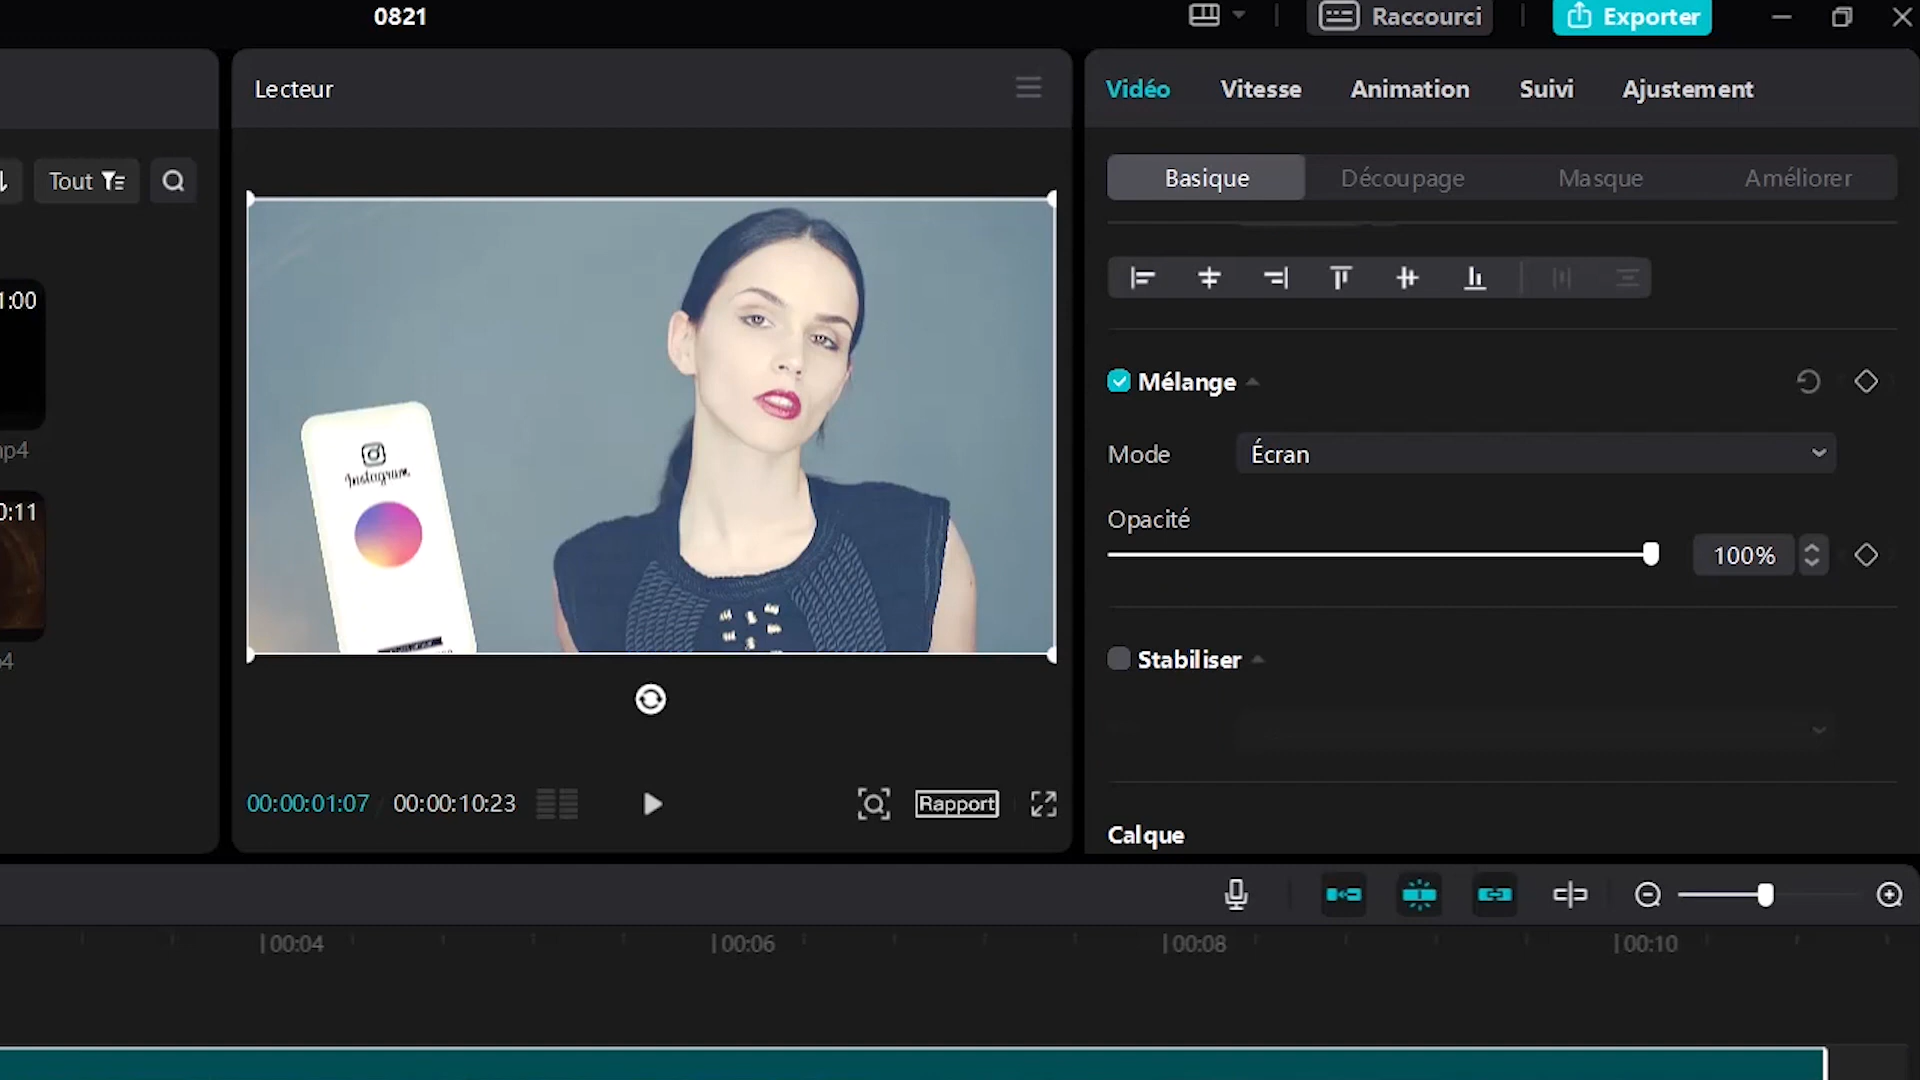 0821
Raccourci
Exporter
Lecteur
Vidéo
Vitesse
Animation
Suivi
Ajustement
Tout
Basique
Découpage
Masque
Améliorer
1:00
p4
0:11
4
Instagram
Mélange
Mode
Écran
Opacité
100%
Stabiliser
00:00:01:07 / 00:00:10:23
Rapport
Calque
00:04
00:06
00:08
00:10